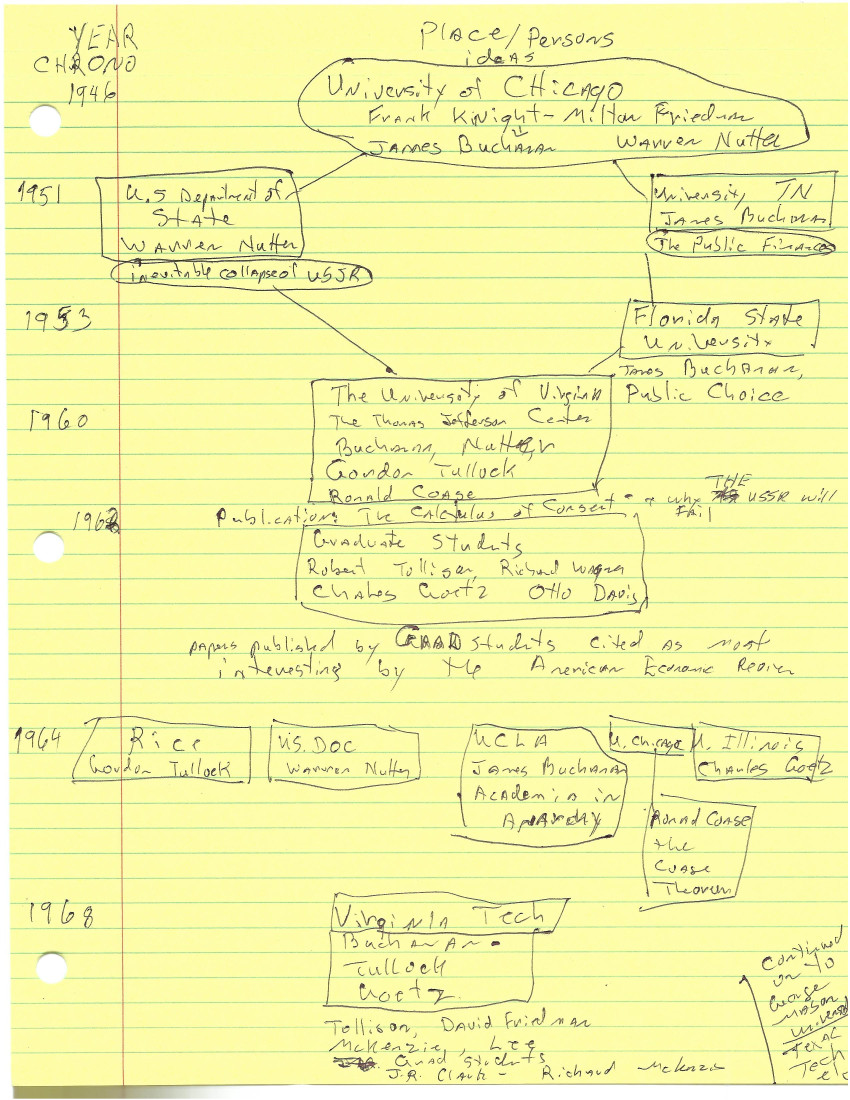 YEAR
CHRONO
1946
Place/Persons
ideas
University of CHicago
Frank Knight - Milton Friedman
James Buchanan Warren Nutter
1951
U.S Department of
State
Warren Nutter
inevitable collapse of USSR
University TN
James Buchanan
The Public Finances
1953
Florida State
University
James Buchanan,
Public Choice
1960
The University of Virginia
The Thomas Jefferson Center
Buchanan, Nutter,
Gordon Tullock
Ronald Coase
1962
Publication: The Calculus of Consent - why THE USSR will
Fail
Graduate Students
Robert Tollison, Richard Wagner
Charles Goetz Otto Davis
papers published by GRAD Students cited as most
interesting by the American Economic Review
1964
Rice
Gordon Tullock
U.S. DOC
Warren Nutter
UCLA
James Buchanan
Academia in
Anarchy
U. Chicago
Ronald Coase
the
Coase
Theorem
U. Illinois
Charles Goetz
1968
Virginia Tech
Buchanan
Tullock
Goetz
Tollison, David Friedman
McKenzie, Lee
Grad Students
J.R. Clark - Richard McKenzie
Continued
on to
George
Mason
University
Texas
Tech
etc